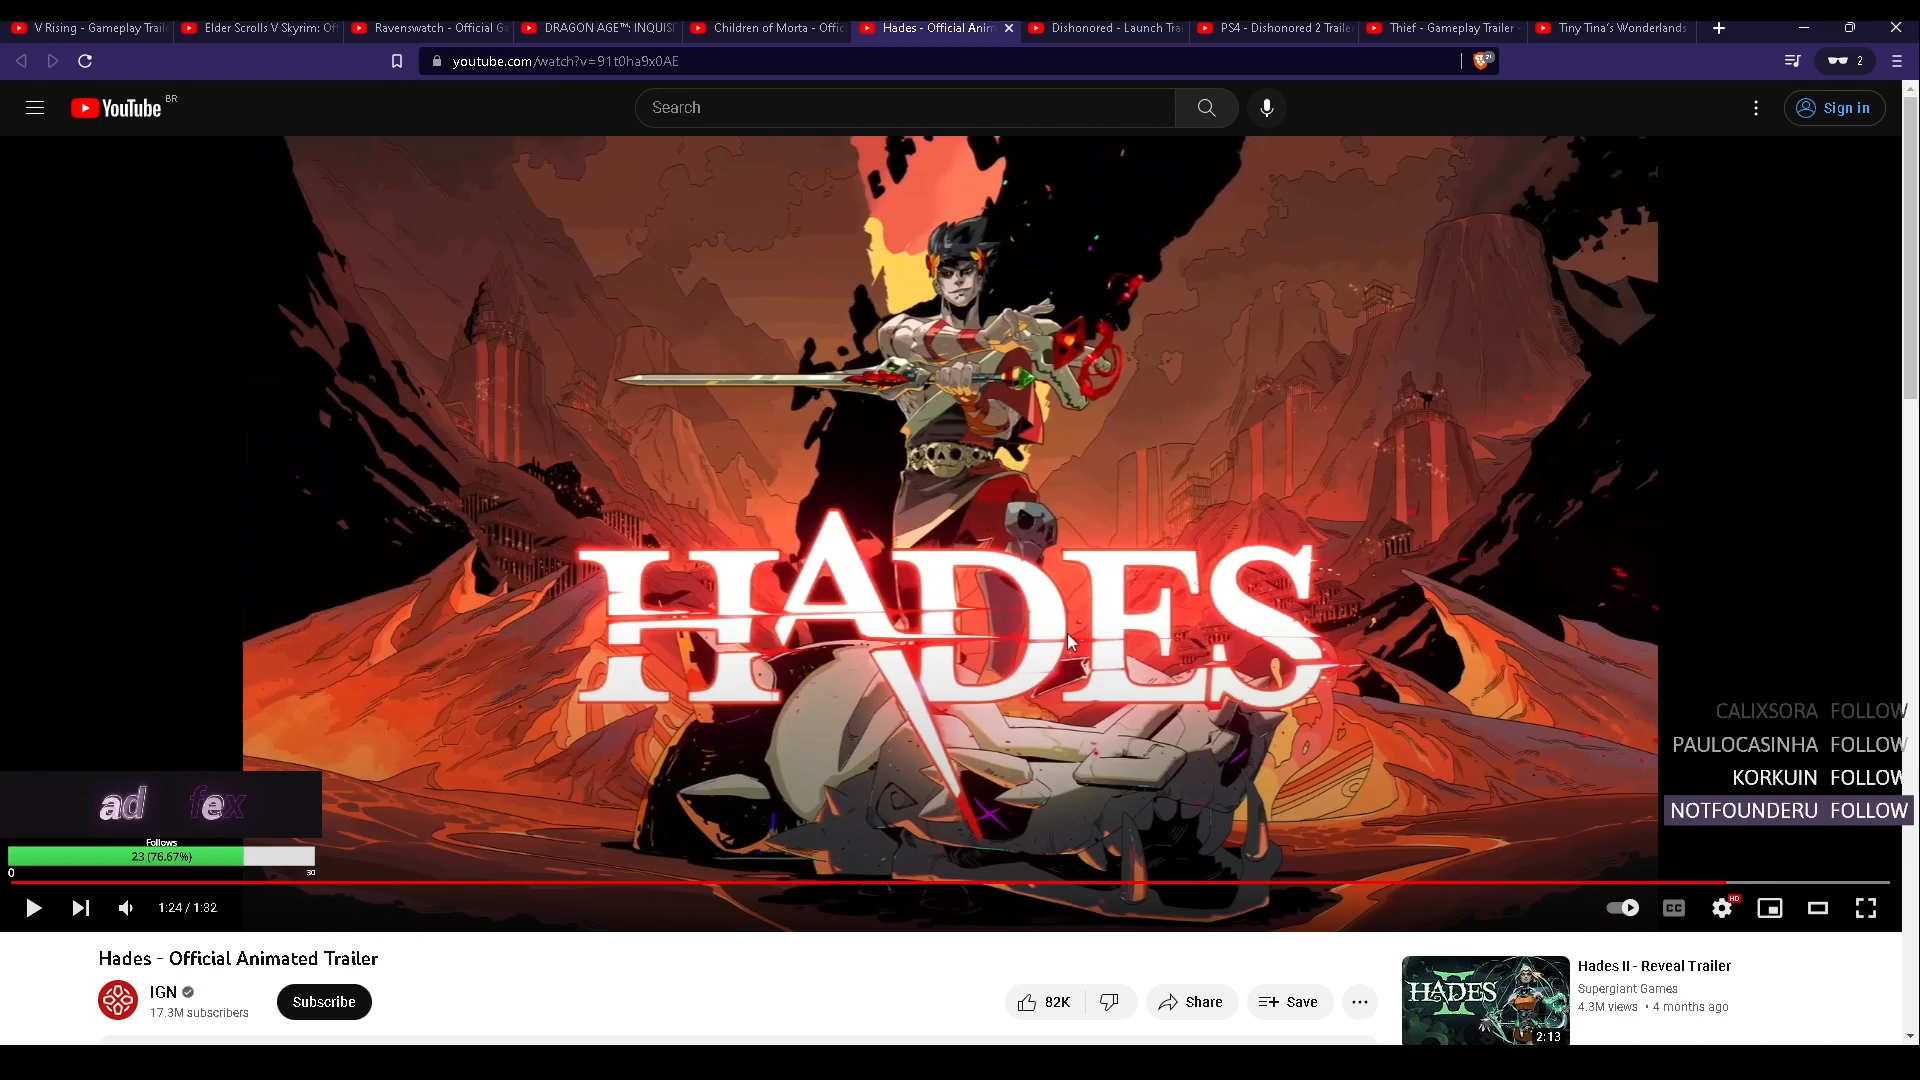 V Rising - Gameplay Trail
Elder Scrolls V Skyrim: Of
Ravenswatch - Official G
DRAGON AGE™: INQUISI
Children of Morta - Offic
Hades - Official Anim
Dishonored - Launch Tra
PS4 - Dishonored 2 Traile
Thief - Gameplay Trailer -
Tiny Tina's Wonderlands
youtube.com/watch?v=91t0ha9x0AE
2
YouTube BR
Search
Sign in
HADES
CALIXSORA FOLLOW
PAULOCASINHA FOLLOW
KORKUIN FOLLOW
NOTFOUNDERU FOLLOW
ad fex
Follows
23 (76.67%)
0 30
1:24 / 1:32
CC
HD
Hades - Official Animated Trailer
IGN
17.3M subscribers
Subscribe
82K
Share
Save
HADES II
2:13
Hades II - Reveal Trailer
Supergiant Games
4.3M views • 4 months ago